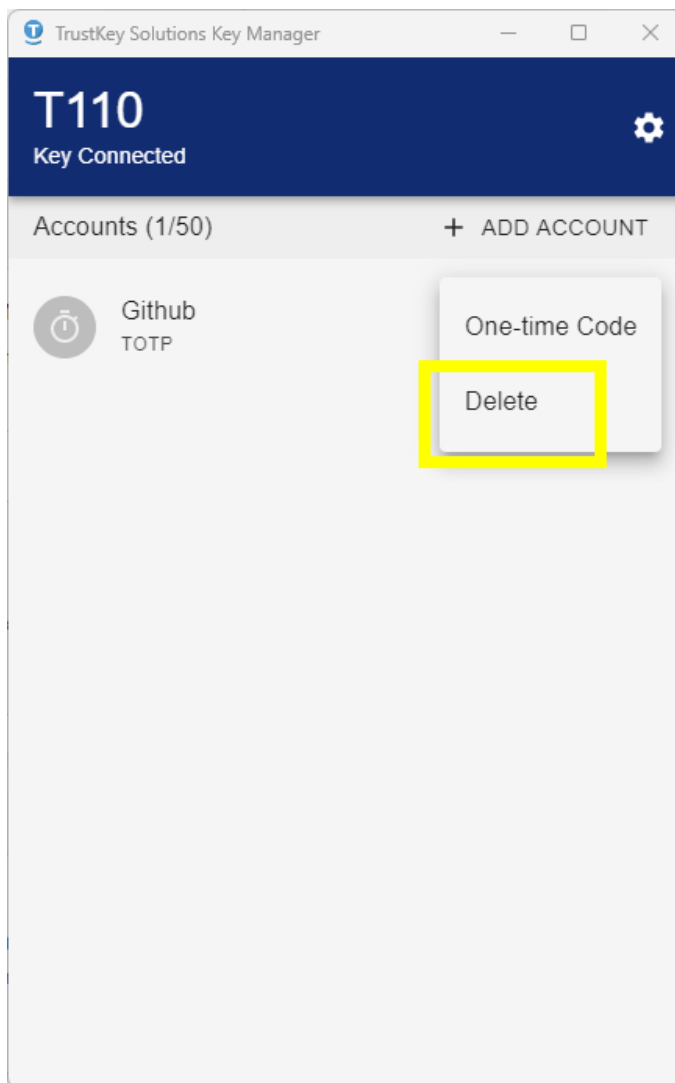 TrustKey Solutions Key Manager
T110
Key Connected
Accounts (1/50)
+ ADD ACCOUNT
Github
TOTP
One-time Code
Delete